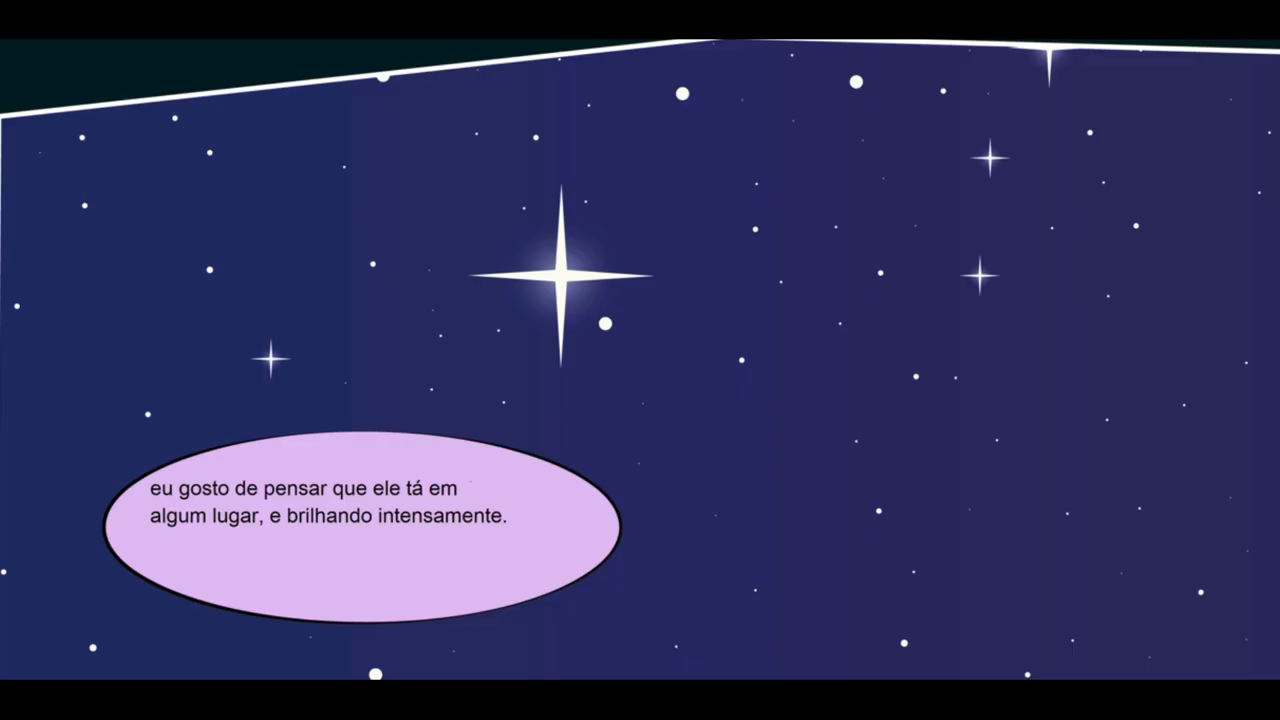 eu gosto de pensar que ele tá em
algum lugar, e brilhando intensamente.